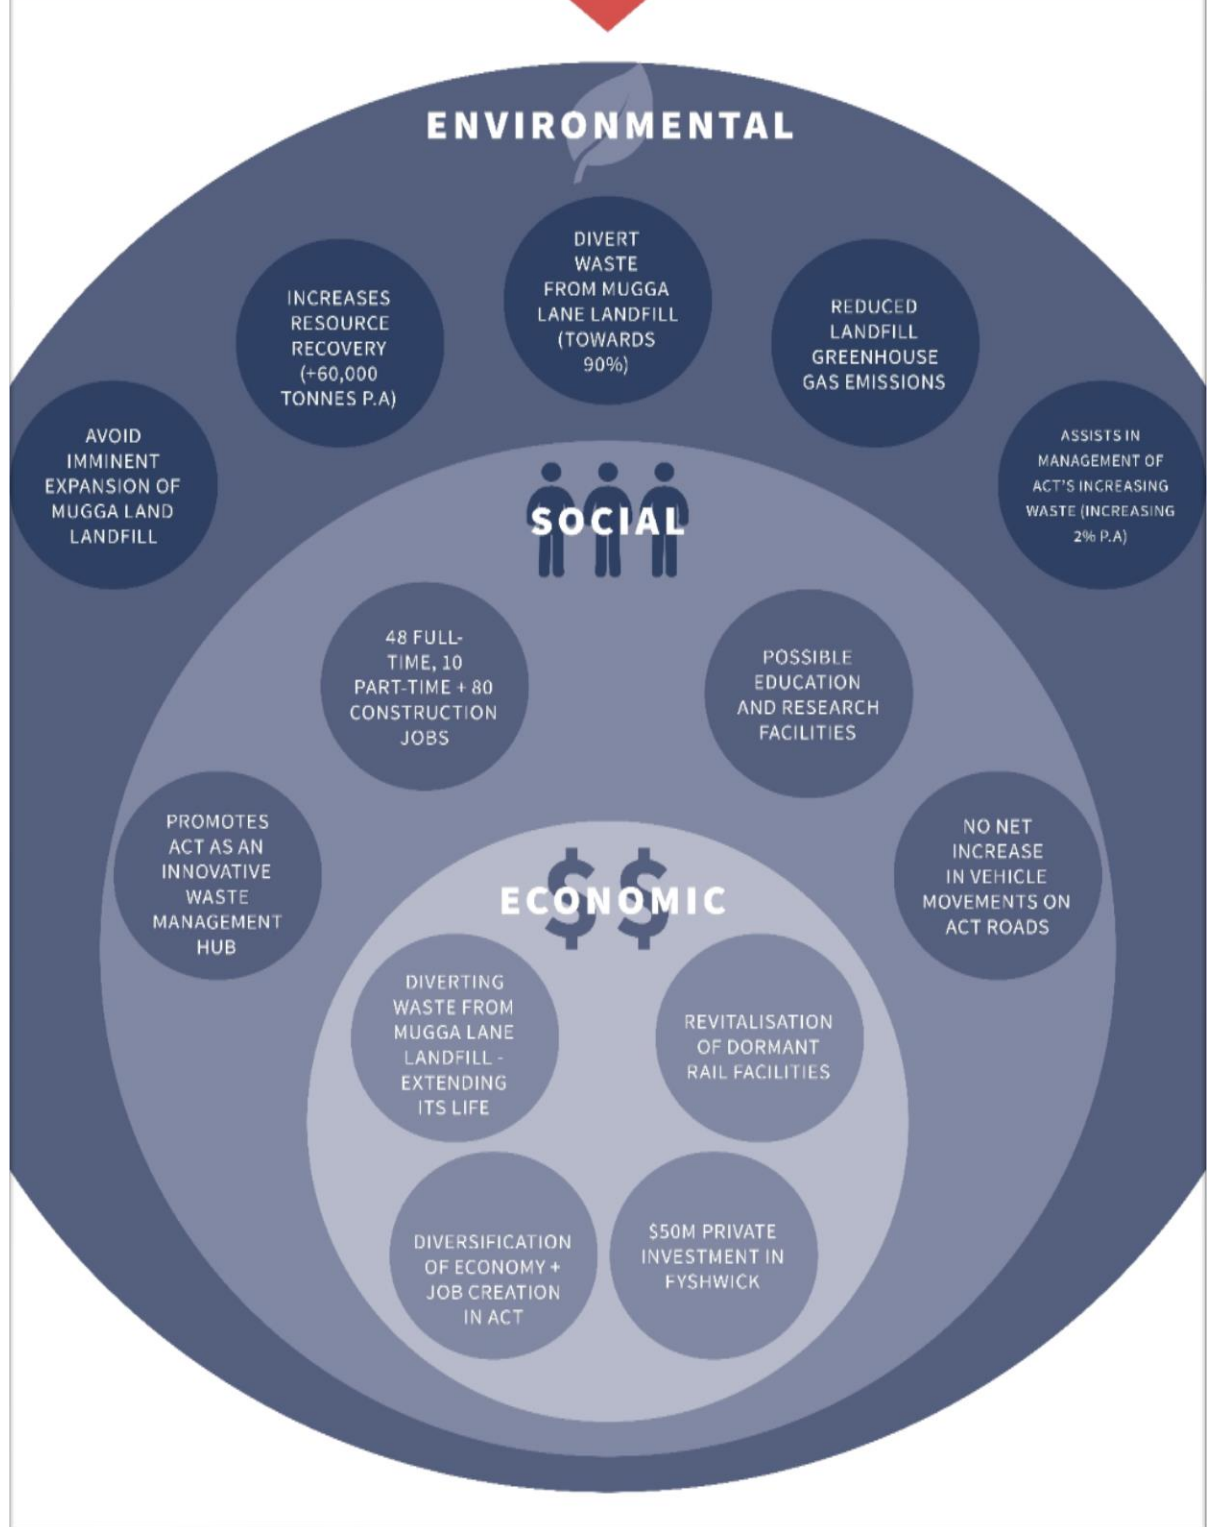 ENVIRONMENTAL
DIVERT
WASTE
FROM MUGGA
LANE LANDFILL
(TOWARDS
90%)
INCREASES
RESOURCE
RECOVERY
(+60,000
TONNES P.A)
REDUCED
LANDFILL
GREENHOUSE
GAS EMISSIONS
AVOID
IMMINENT
EXPANSION OF
MUGGA LAND
LANDFILL
ASSISTS IN
MANAGEMENT OF
ACT'S INCREASING
WASTE (INCREASING
2% P.A)
SOCIAL
48 FULL-
TIME, 10
PART-TIME + 80
CONSTRUCTION
JOBS
POSSIBLE
EDUCATION
AND RESEARCH
FACILITIES
PROMOTES
ACT AS AN
INNOVATIVE
WASTE
MANAGEMENT
HUB
NO NET
INCREASE
IN VEHICLE
MOVEMENTS ON
ACT ROADS
$$
ECONOMIC
DIVERTING
WASTE FROM
MUGGA LANE
LANDFILL -
EXTENDING
ITS LIFE
REVITALISATION
OF DORMANT
RAIL FACILITIES
DIVERSIFICATION
OF ECONOMY +
JOB CREATION
IN ACT
$50M PRIVATE
INVESTMENT IN
FYSHWICK